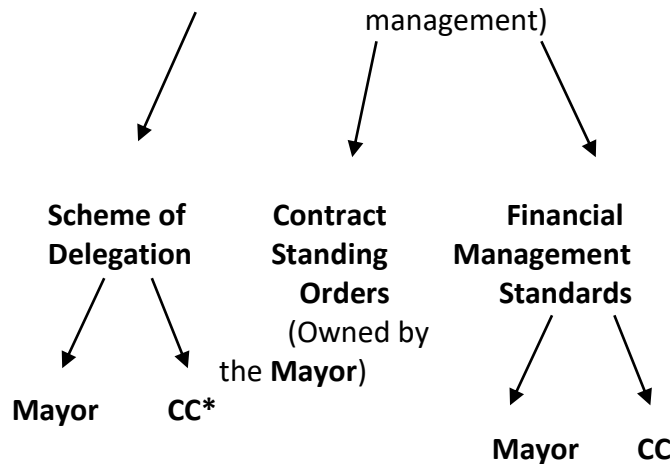 management)
Scheme of
Delegation
Mayor CC*
Contract
Standing
Orders
(Owned by
the Mayor)
Financial
Management
Standards
Mayor CC